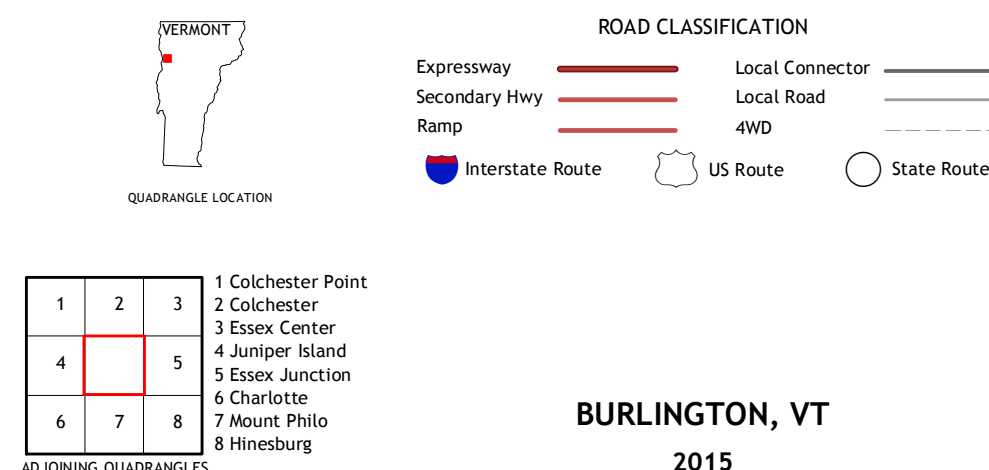 VERMONT
QUADRANGLE LOCATION
ROAD CLASSIFICATION
Expressway
Secondary Hwy
Ramp
Local Connector
Local Road
4WD
Interstate Route
US Route
State Route
1 2 3
4 5
6 7 8
1 Colchester Point
2 Colchester
3 Essex Center
4 Juniper Island
5 Essex Junction
6 Charlotte
7 Mount Philo
8 Hinesburg
ADJOINING QUADRANGLES
BURLINGTON, VT
2015